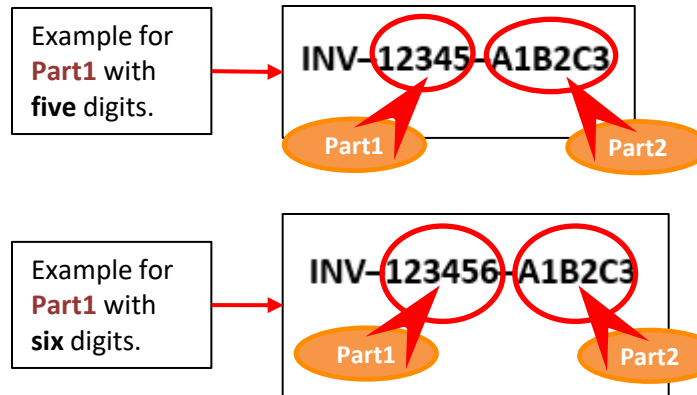 Example for
Part1 with
five digits.
INV–12345–A1B2C3
Part1
Part2
Example for
Part1 with
six digits.
INV–123456–A1B2C3
Part1
Part2